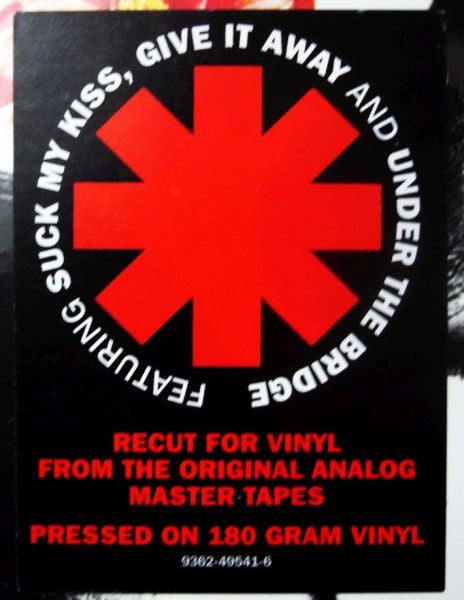 FEATURING SUCK MY KISS, GIVE IT AWAY AND UNDER THE BRIDGE
RECUT FOR VINYL
FROM THE ORIGINAL ANALOG
MASTER TAPES
PRESSED ON 180 GRAM VINYL
9362-49541-6